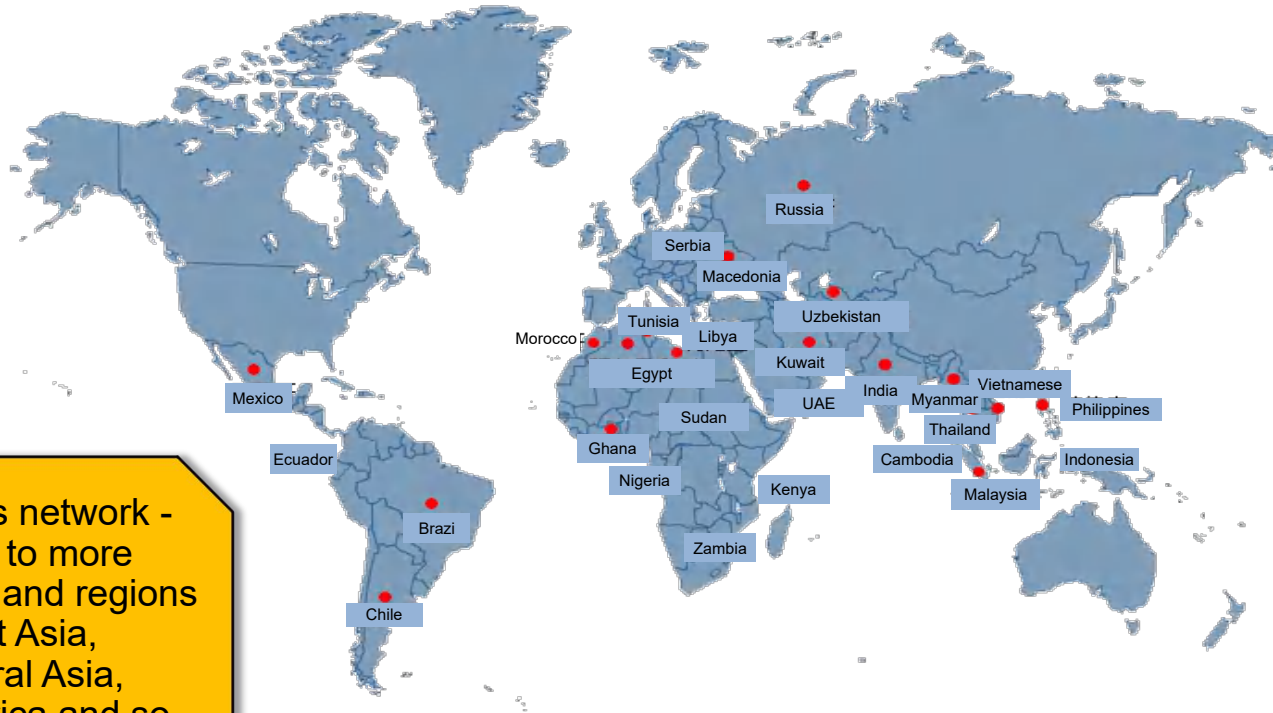 Russia
Serbia
Macedonia
Uzbekistan
Tunisia
Libya
Morocco
Kuwait
Egypt
India
Vietnamese
Mexico
Myanmar
UAE
Philippines
Sudan
Thailand
Ghana
Ecuador
Cambodia
Indonesia
Nigeria
Kenya
Malaysia
Brazi
Zambia
Chile
s network -
to more
and regions
t Asia,
ral Asia,